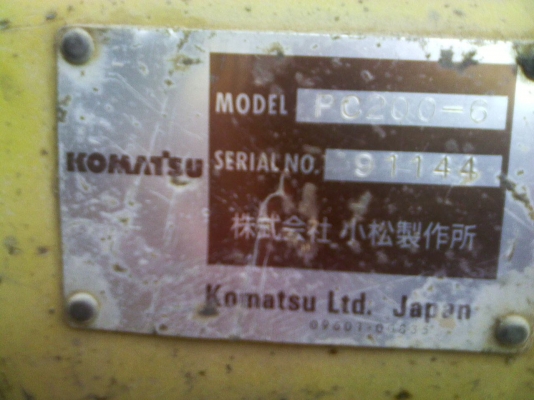 MODEL PC200-6
KOMATSU
SERIAL NO. 91144
株式会社 小松製作所
Komatsu Ltd. Japan